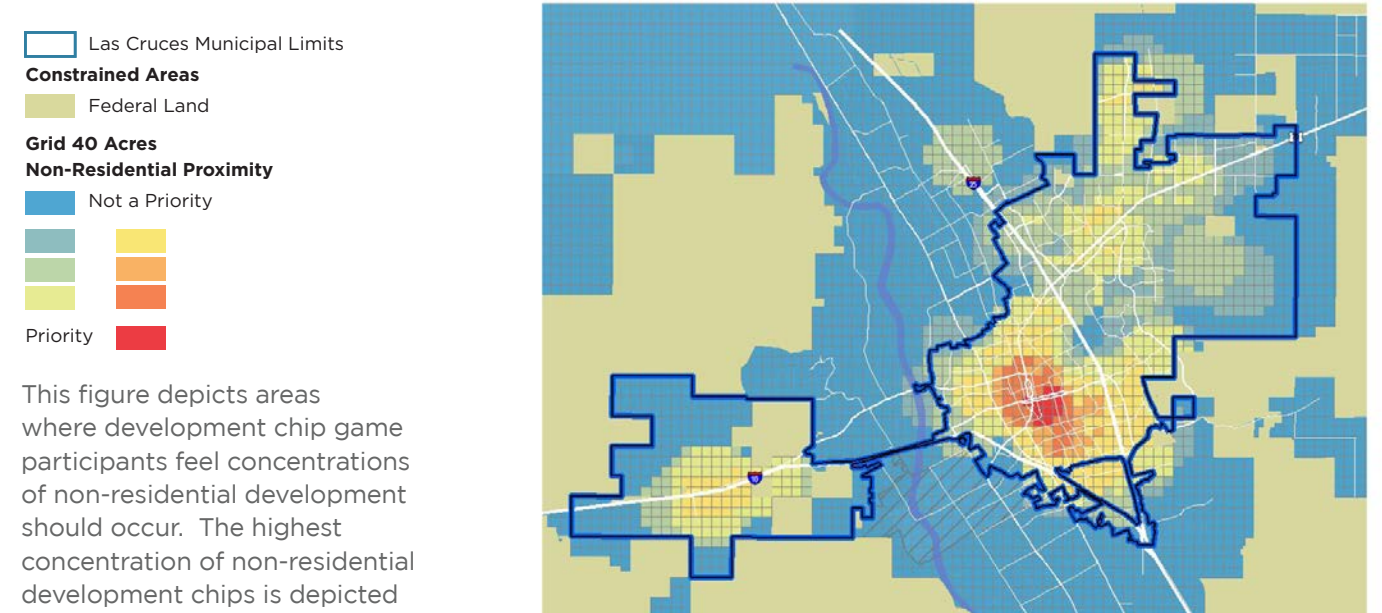 Las Cruces Municipal Limits
Constrained Areas
Federal Land
Grid 40 Acres
Non-Residential Proximity
Not a Priority
Priority
This figure depicts areas
where development chip game
participants feel concentrations
of non-residential development
should occur. The highest
concentration of non-residential
development chips is depicted
25
10